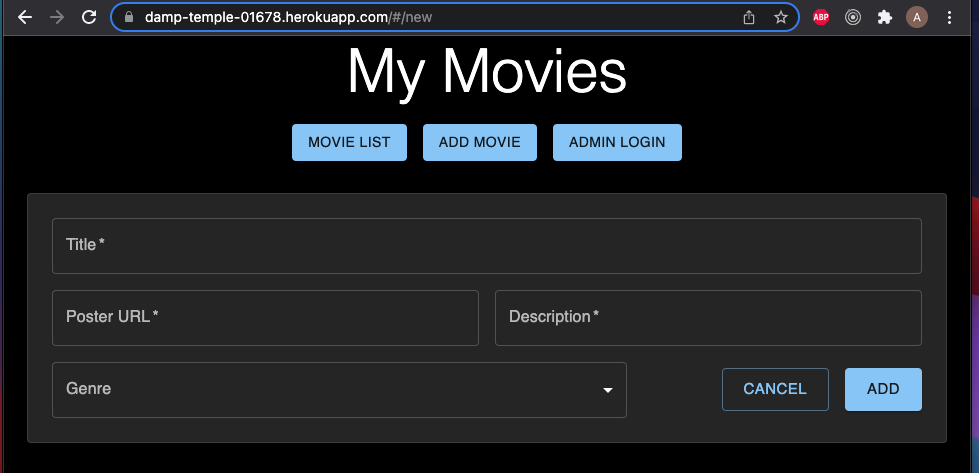 damp-temple-01678.herokuapp.com/#/new
ABP
A
My Movies
MOVIE LIST ADD MOVIE ADMIN LOGIN
Title *
Poster URL * Description *
Genre CANCEL ADD